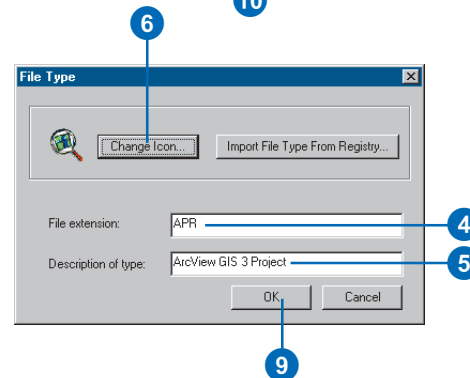 10
6
File Type
Change Icon...
Import File Type From Registry...
File extension:
APR
4
Description of type:
ArcView GIS 3 Project
5
OK
Cancel
9